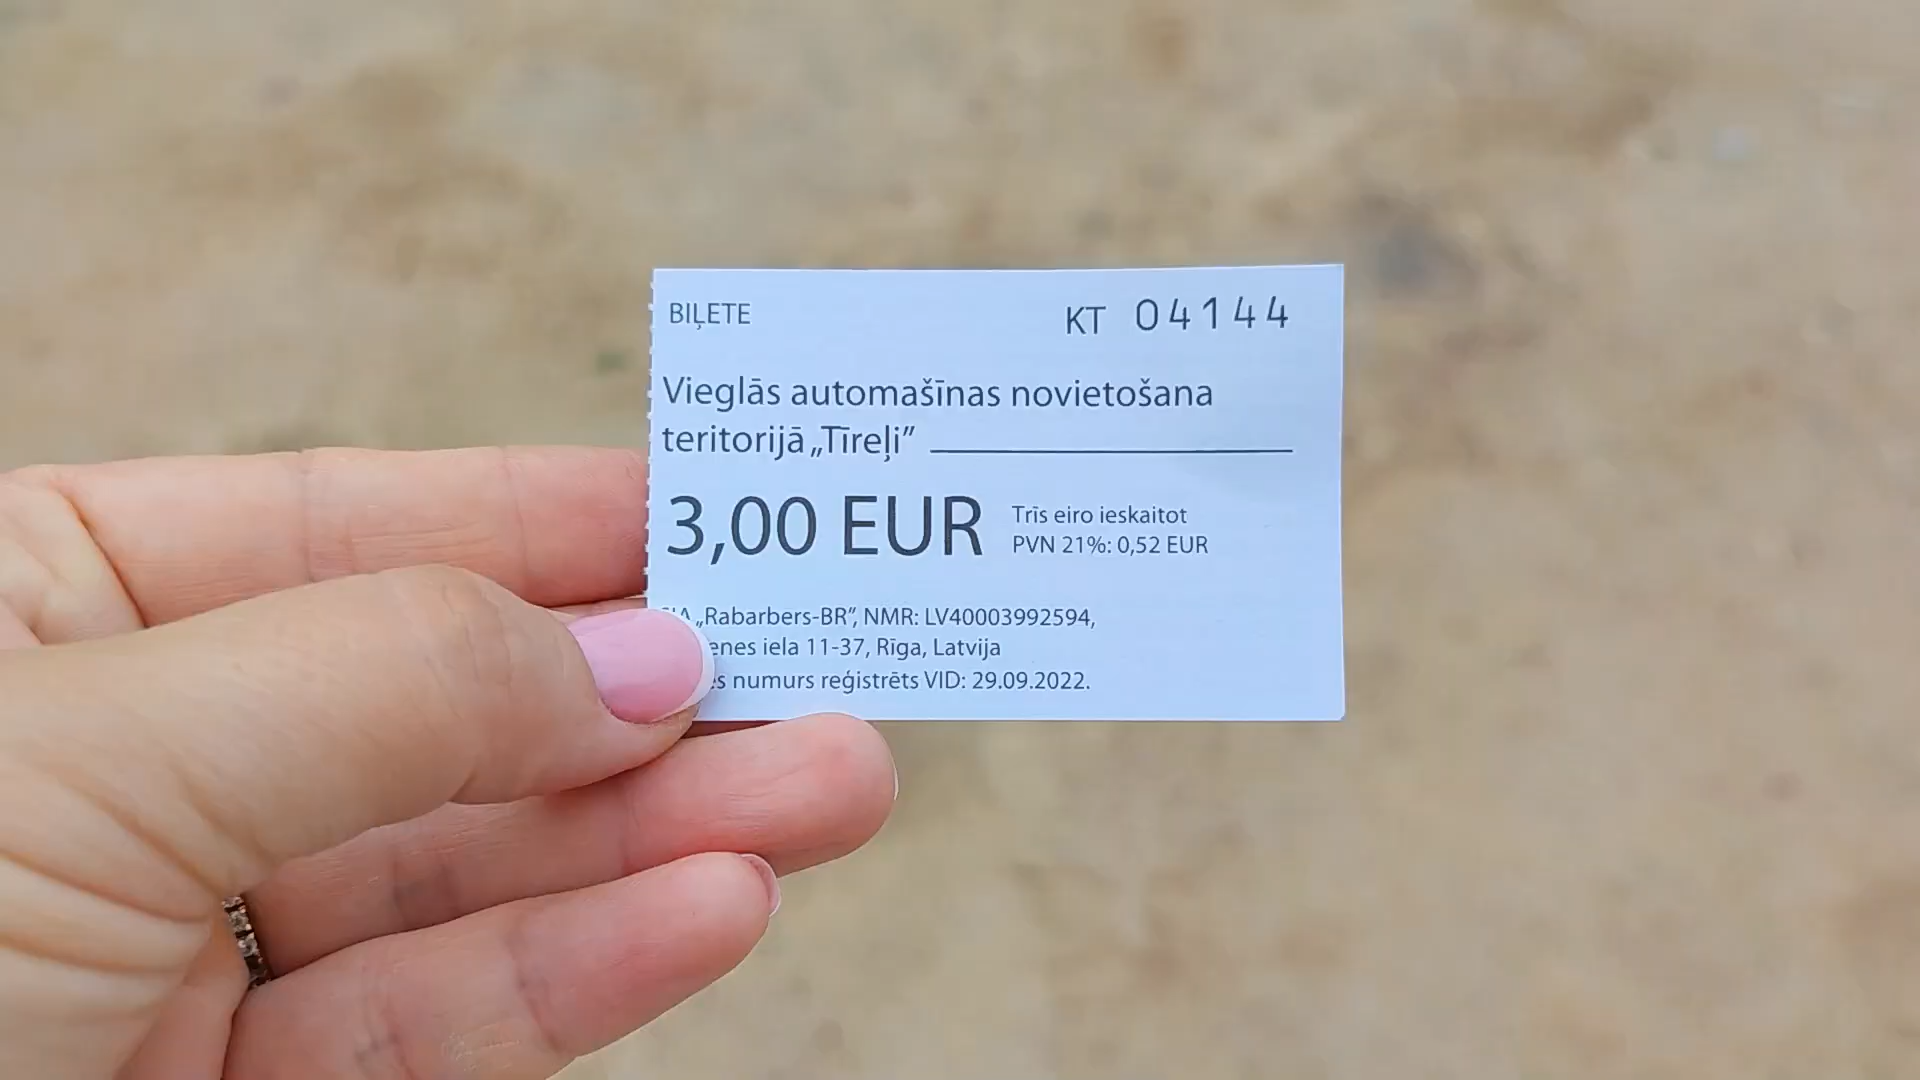 BIĻETE KT 04144
Vieglās automašīnas novietošana
teritorijā „Tīreļi”
3,00 EUR
Trīs eiro ieskaitot
PVN 21%: 0,52 EUR
„Rabarbers-BR”, NMR: LV40003992594,
iela 11-37, Rīga, Latvija
numurs reģistrēts VID: 29.09.2022.